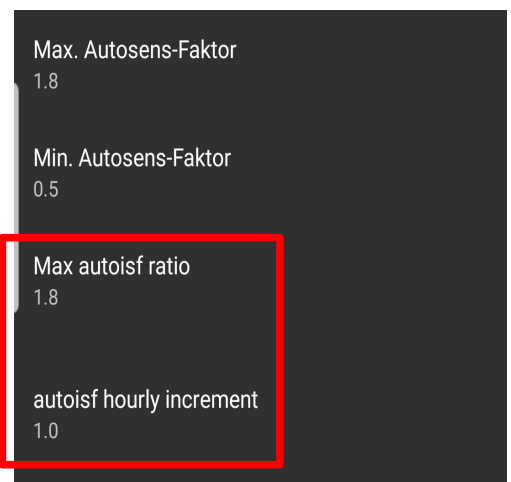 Max. Autosens-Faktor
1.8
Min. Autosens-Faktor
0.5
Max autoisf ratio
1.8
autoisf hourly increment
1.0